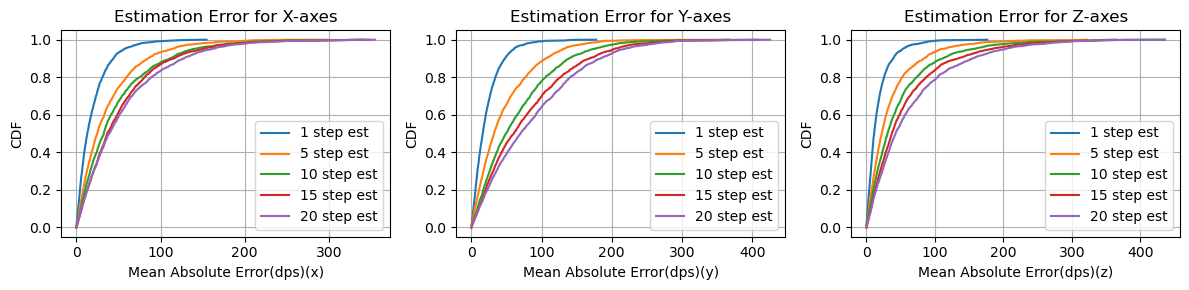 Estimation Error for X-axes
CDF
1.0
0.8
0.6
0.4
0.2
0.0
1 step est
5 step est
10 step est
15 step est
20 step est
0 100 200 300
Mean Absolute Error(dps)(x)
Estimation Error for Y-axes
CDF
1.0
0.8
0.6
0.4
0.2
0.0
1 step est
5 step est
10 step est
15 step est
20 step est
0 100 200 300 400
Mean Absolute Error(dps)(y)
Estimation Error for Z-axes
CDF
1.0
0.8
0.6
0.4
0.2
0.0
1 step est
5 step est
10 step est
15 step est
20 step est
0 100 200 300 400
Mean Absolute Error(dps)(z)